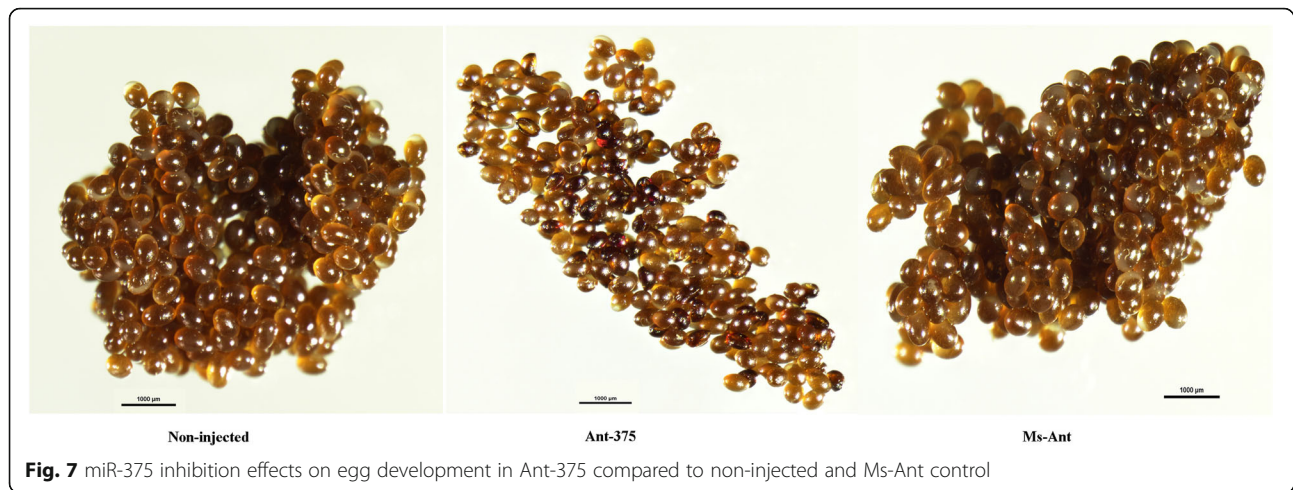 1000 µm
1000 µm
1000 µm
Non-injected
Ant-375
Ms-Ant
Fig. 7 miR-375 inhibition effects on egg development in Ant-375 compared to non-injected and Ms-Ant control